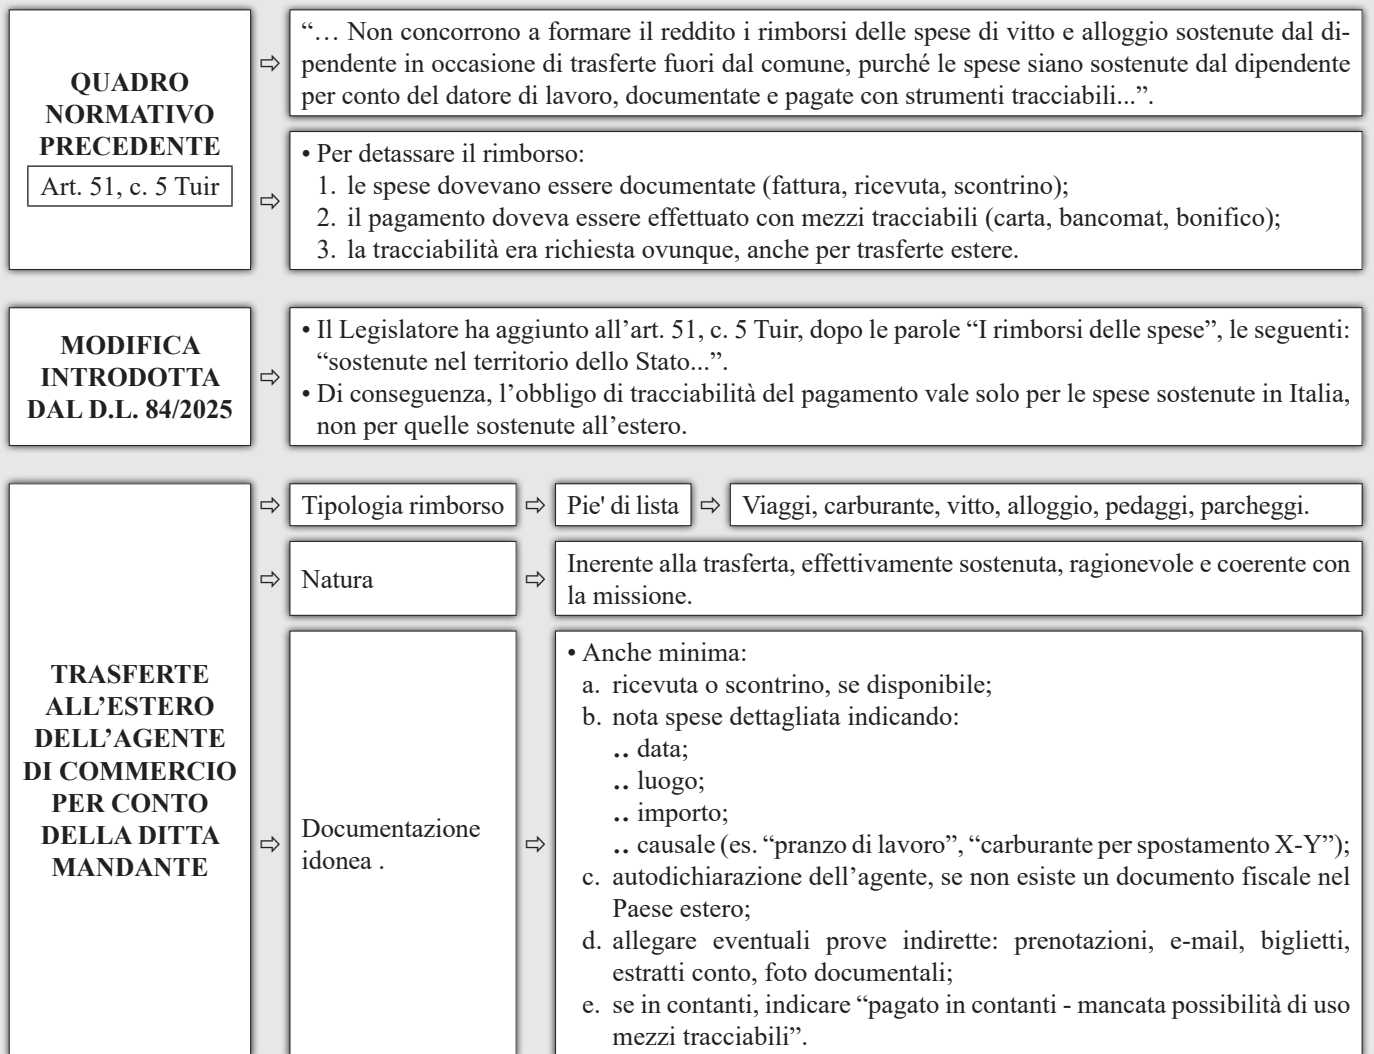 QUADRO
NORMATIVO
PRECEDENTE
Art. 51, c. 5 Tuir
⇨
“… Non concorrono a formare il reddito i rimborsi delle spese di vitto e alloggio sostenute dal di-
pendente in occasione di trasferte fuori dal comune, purché le spese siano sostenute dal dipendente
per conto del datore di lavoro, documentate e pagate con strumenti tracciabili...”.
⇨
• Per detassare il rimborso:
1. le spese dovevano essere documentate (fattura, ricevuta, scontrino);
2. il pagamento doveva essere effettuato con mezzi tracciabili (carta, bancomat, bonifico);
3. la tracciabilità era richiesta ovunque, anche per trasferte estere.
MODIFICA
INTRODOTTA
DAL D.L. 84/2025
⇨
• Il Legislatore ha aggiunto all’art. 51, c. 5 Tuir, dopo le parole “I rimborsi delle spese”, le seguenti:
“sostenute nel territorio dello Stato...”.
• Di conseguenza, l’obbligo di tracciabilità del pagamento vale solo per le spese sostenute in Italia,
non per quelle sostenute all’estero.
TRASFERTE
ALL’ESTERO
DELL’AGENTE
DI COMMERCIO
PER CONTO
DELLA DITTA
MANDANTE
⇨ Tipologia rimborso ⇨ Pie' di lista ⇨ Viaggi, carburante, vitto, alloggio, pedaggi, parcheggi.
⇨ Natura ⇨
Inerente alla trasferta, effettivamente sostenuta, ragionevole e coerente con
la missione.
⇨
Documentazione
idonea .
⇨
• Anche minima:
a. ricevuta o scontrino, se disponibile;
b. nota spese dettagliata indicando:
.. data;
.. luogo;
.. importo;
.. causale (es. “pranzo di lavoro”, “carburante per spostamento X-Y”);
c. autodichiarazione dell’agente, se non esiste un documento fiscale nel
Paese estero;
d. allegare eventuali prove indirette: prenotazioni, e-mail, biglietti,
estratti conto, foto documentali;
e. se in contanti, indicare “pagato in contanti - mancata possibilità di uso
mezzi tracciabili”.